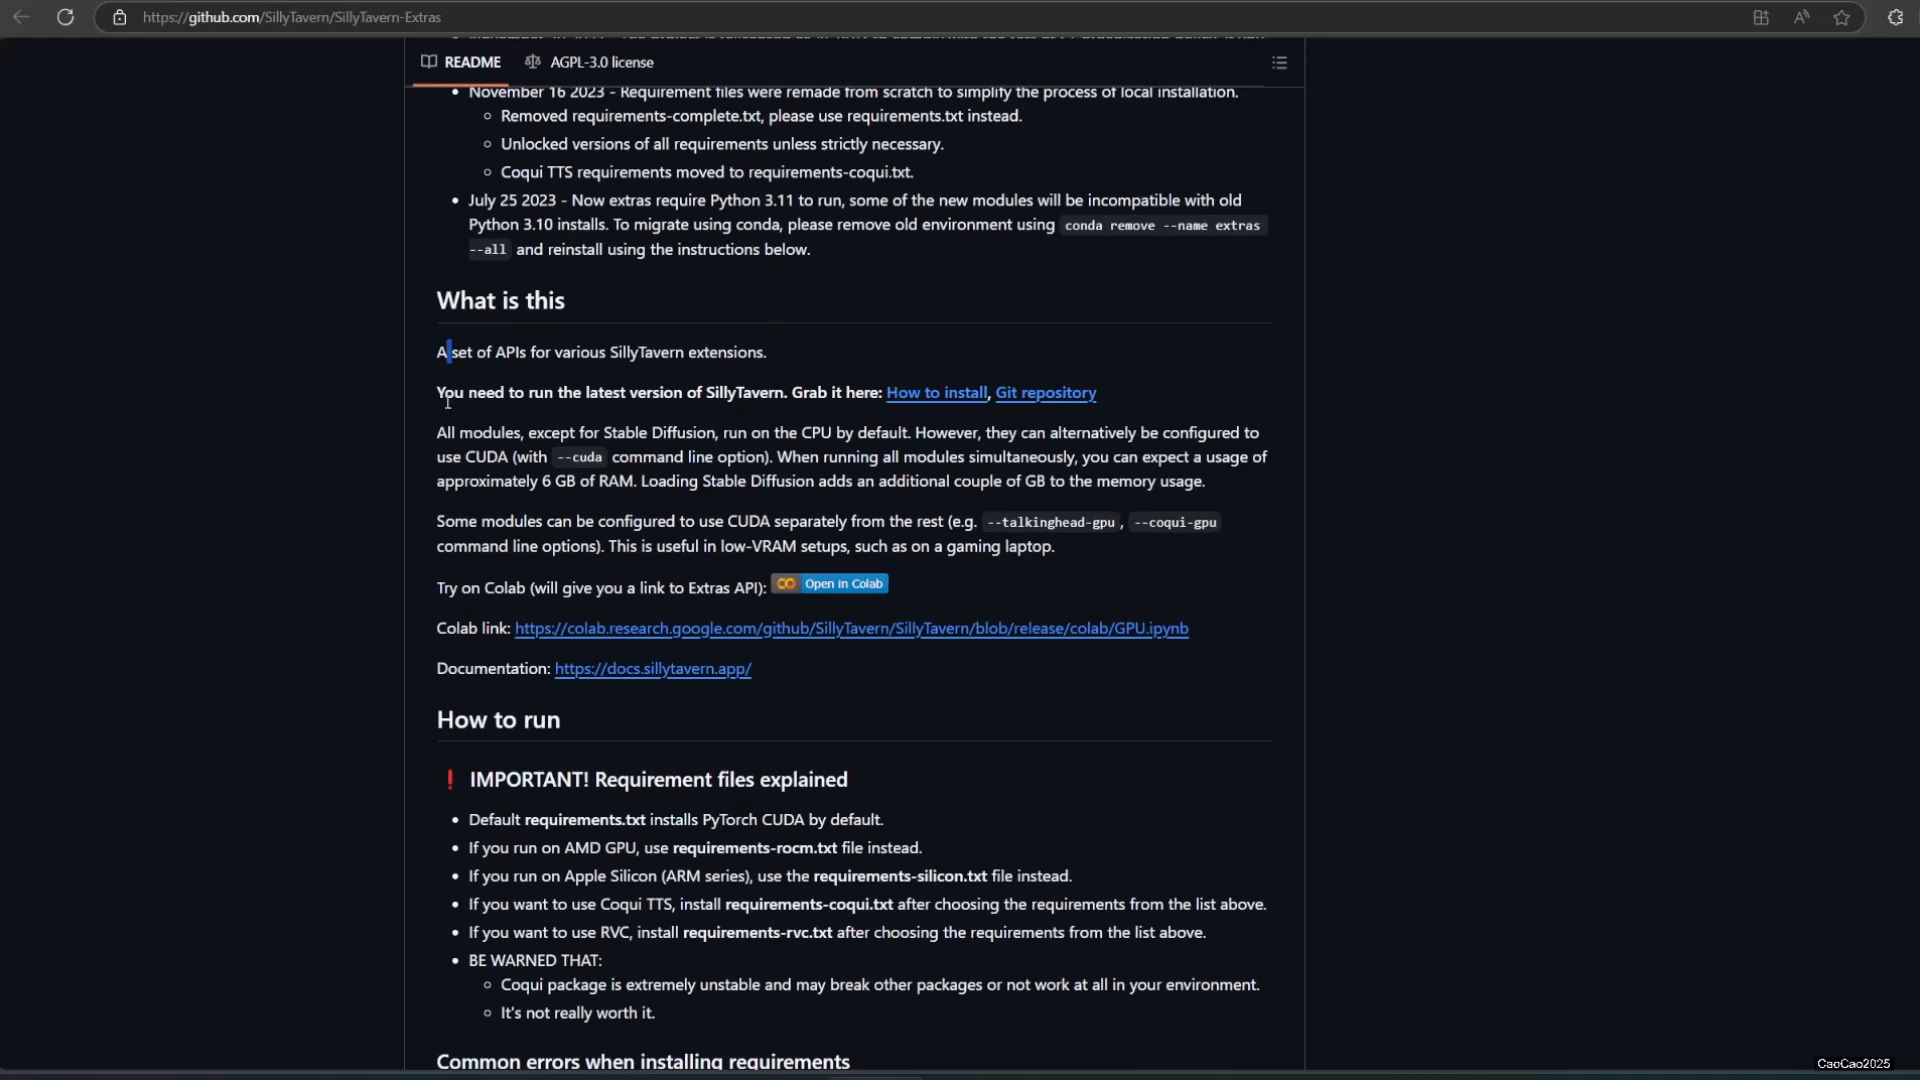 https://github.com/SillyTavern/SillyTavern-Extras
README
AGPL-3.0 license
November 16 2023 - Requirement files were remade from scratch to simplify the process of local installation.
Removed requirements-complete.txt, please use requirements.txt instead.
Unlocked versions of all requirements unless strictly necessary.
Coqui TTS requirements moved to requirements-coqui.txt.
July 25 2023 - Now extras require Python 3.11 to run, some of the new modules will be incompatible with old
Python 3.10 installs. To migrate using conda, please remove old environment using conda remove --name extras
--all and reinstall using the instructions below.
What is this
A set of APIs for various SillyTavern extensions.
You need to run the latest version of SillyTavern. Grab it here: How to install, Git repository
All modules, except for Stable Diffusion, run on the CPU by default. However, they can alternatively be configured to
use CUDA (with --cuda command line option). When running all modules simultaneously, you can expect a usage of
approximately 6 GB of RAM. Loading Stable Diffusion adds an additional couple of GB to the memory usage.
Some modules can be configured to use CUDA separately from the rest (e.g. --talkinghead-gpu, --coqui-gpu
command line options). This is useful in low-VRAM setups, such as on a gaming laptop.
Try on Colab (will give you a link to Extras API): Open in Colab
Colab link: https://colab.research.google.com/github/SillyTavern/SillyTavern/blob/release/colab/GPU.ipynb
Documentation: https://docs.sillytavern.app/
How to run
IMPORTANT! Requirement files explained
Default requirements.txt installs PyTorch CUDA by default.
If you run on AMD GPU, use requirements-rocm.txt file instead.
If you run on Apple Silicon (ARM series), use the requirements-silicon.txt file instead.
If you want to use Coqui TTS, install requirements-coqui.txt after choosing the requirements from the list above.
If you want to use RVC, install requirements-rvc.txt after choosing the requirements from the list above.
BE WARNED THAT:
Coqui package is extremely unstable and may break other packages or not work at all in your environment.
It's not really worth it.
Common errors when installing requirements
CaoCao2025